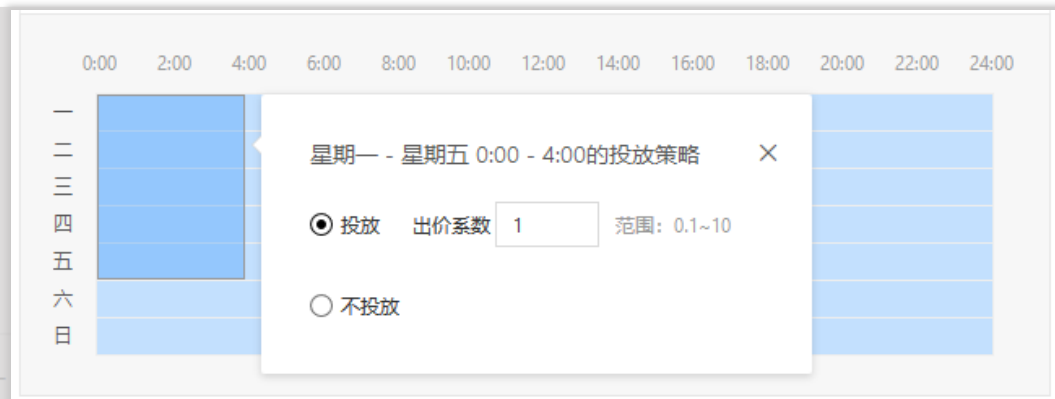 0:00 2:00 4:00 6:00 8:00 10:00 12:00 14:00 16:00 18:00 20:00 22:00 24:00
一
二
三
四
五
六
日
星期一 - 星期五 0:00 - 4:00的投放策略
投放 出价系数 1 范围：0.1~10
不投放